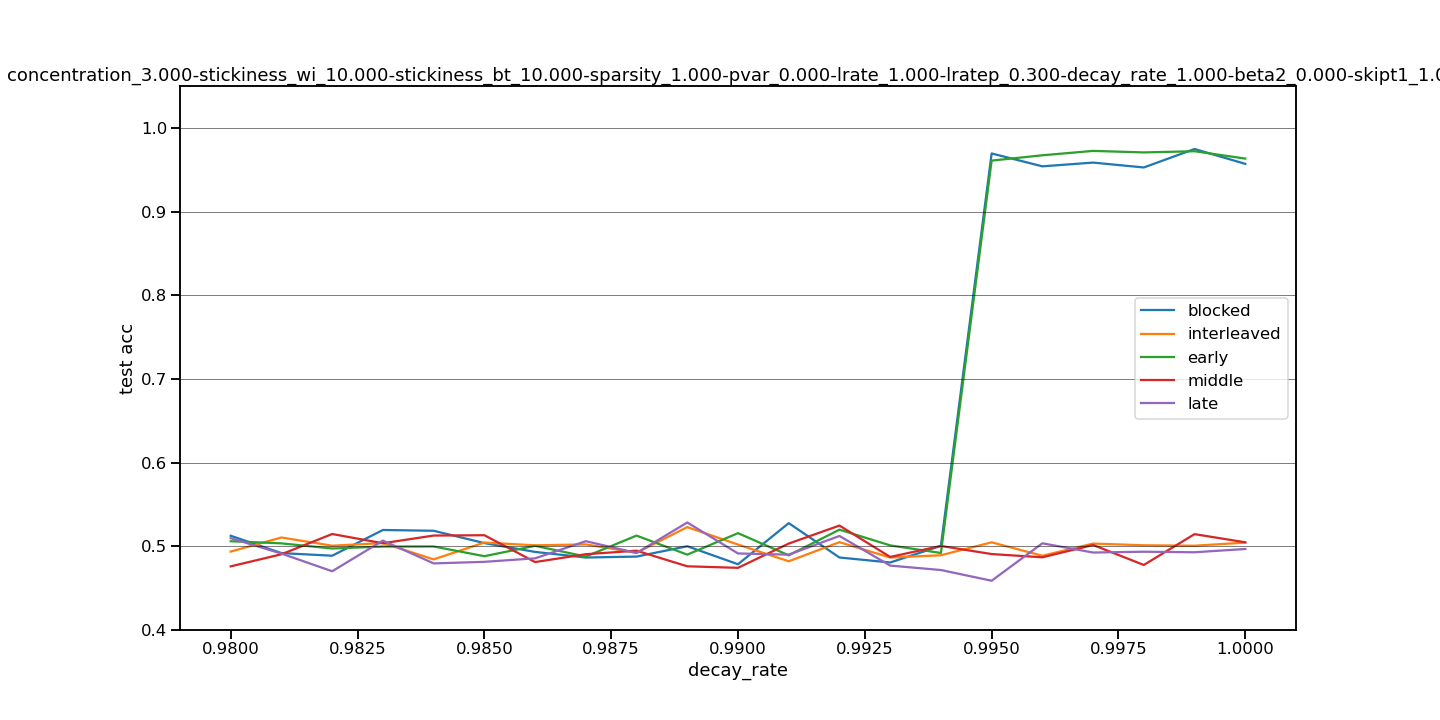 concentration_3.000-stickiness_wi_10.000-stickiness_bt_10.000-sparsity_1.000-pvar_0.000-lrate_1.000-lratep_0.300-decay_rate_1.000-beta2_0.000-skipt1_1.0
1.0
0.9
0.8
0.7
0.6
0.5
0.4
test acc
blocked
interleaved
early
middle
late
0.9800 0.9825 0.9850 0.9875 0.9900 0.9925 0.9950 0.9975 1.0000
decay_rate